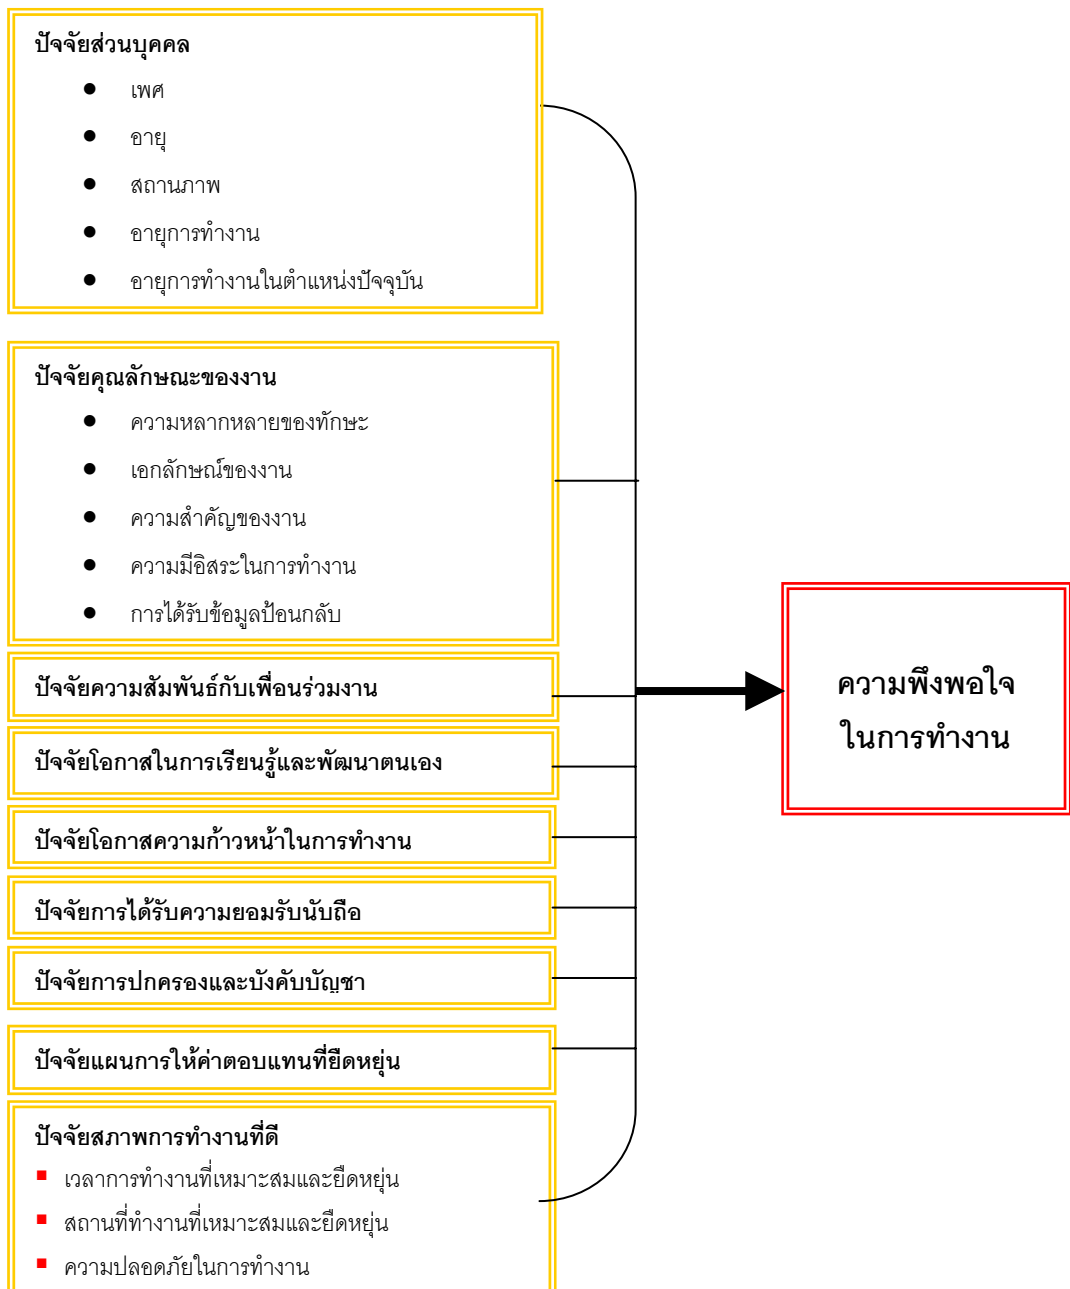 ปัจจัยส่วนบุคคล
● เพศ
● อายุ
● สถานภาพ
● อายุการทำงาน
● อายุการทำงานในตำแหน่งปัจจุบัน
ปัจจัยคุณลักษณะของงาน
● ความหลากหลายของทักษะ
● เอกลักษณ์ของงาน
● ความสำคัญของงาน
● ความมีอิสระในการทำงาน
● การได้รับข้อมูลป้อนกลับ
ปัจจัยความสัมพันธ์กับเพื่อนร่วมงาน
ปัจจัยโอกาสในการเรียนรู้และพัฒนาตนเอง
ปัจจัยโอกาสความก้าวหน้าในการทำงาน
ปัจจัยการได้รับความยอมรับนับถือ
ปัจจัยการปกครองและบังคับบัญชา
ปัจจัยแผนการให้ค่าตอบแทนที่ยืดหยุ่น
ปัจจัยสภาพการทำงานที่ดี
▪ เวลาการทำงานที่เหมาะสมและยืดหยุ่น
▪ สถานที่ทำงานที่เหมาะสมและยืดหยุ่น
▪ ความปลอดภัยในการทำงาน
ความพึงพอใจ
ในการทำงาน